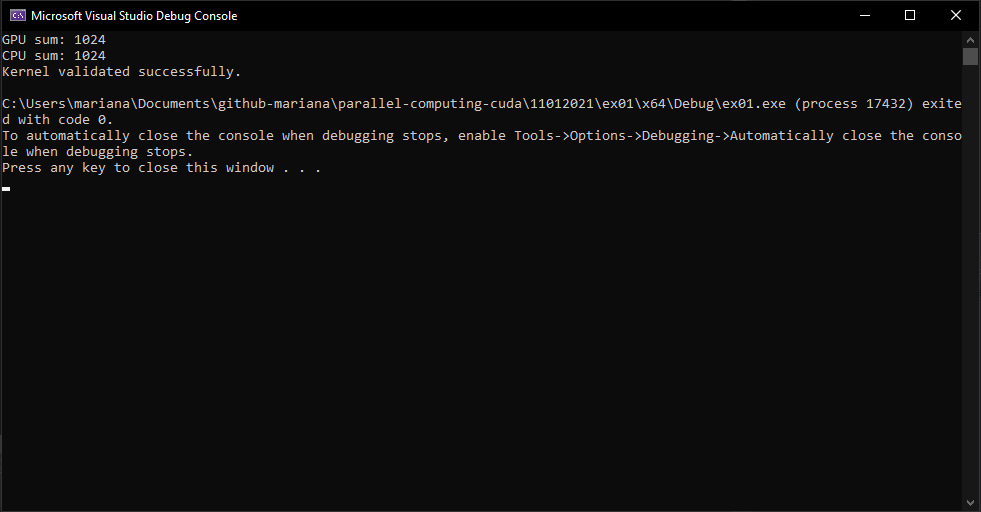 Microsoft Visual Studio Debug Console
GPU sum: 1024
CPU sum: 1024
Kernel validated successfully.
C:\Users\mariana\Documents\github-mariana\parallel-computing-cuda\11012021\ex01\x64\Debug\ex01.exe (process 17432) exite
d with code 0.
To automatically close the console when debugging stops, enable Tools->Options->Debugging->Automatically close the conso
le when debugging stops.
Press any key to close this window . . .